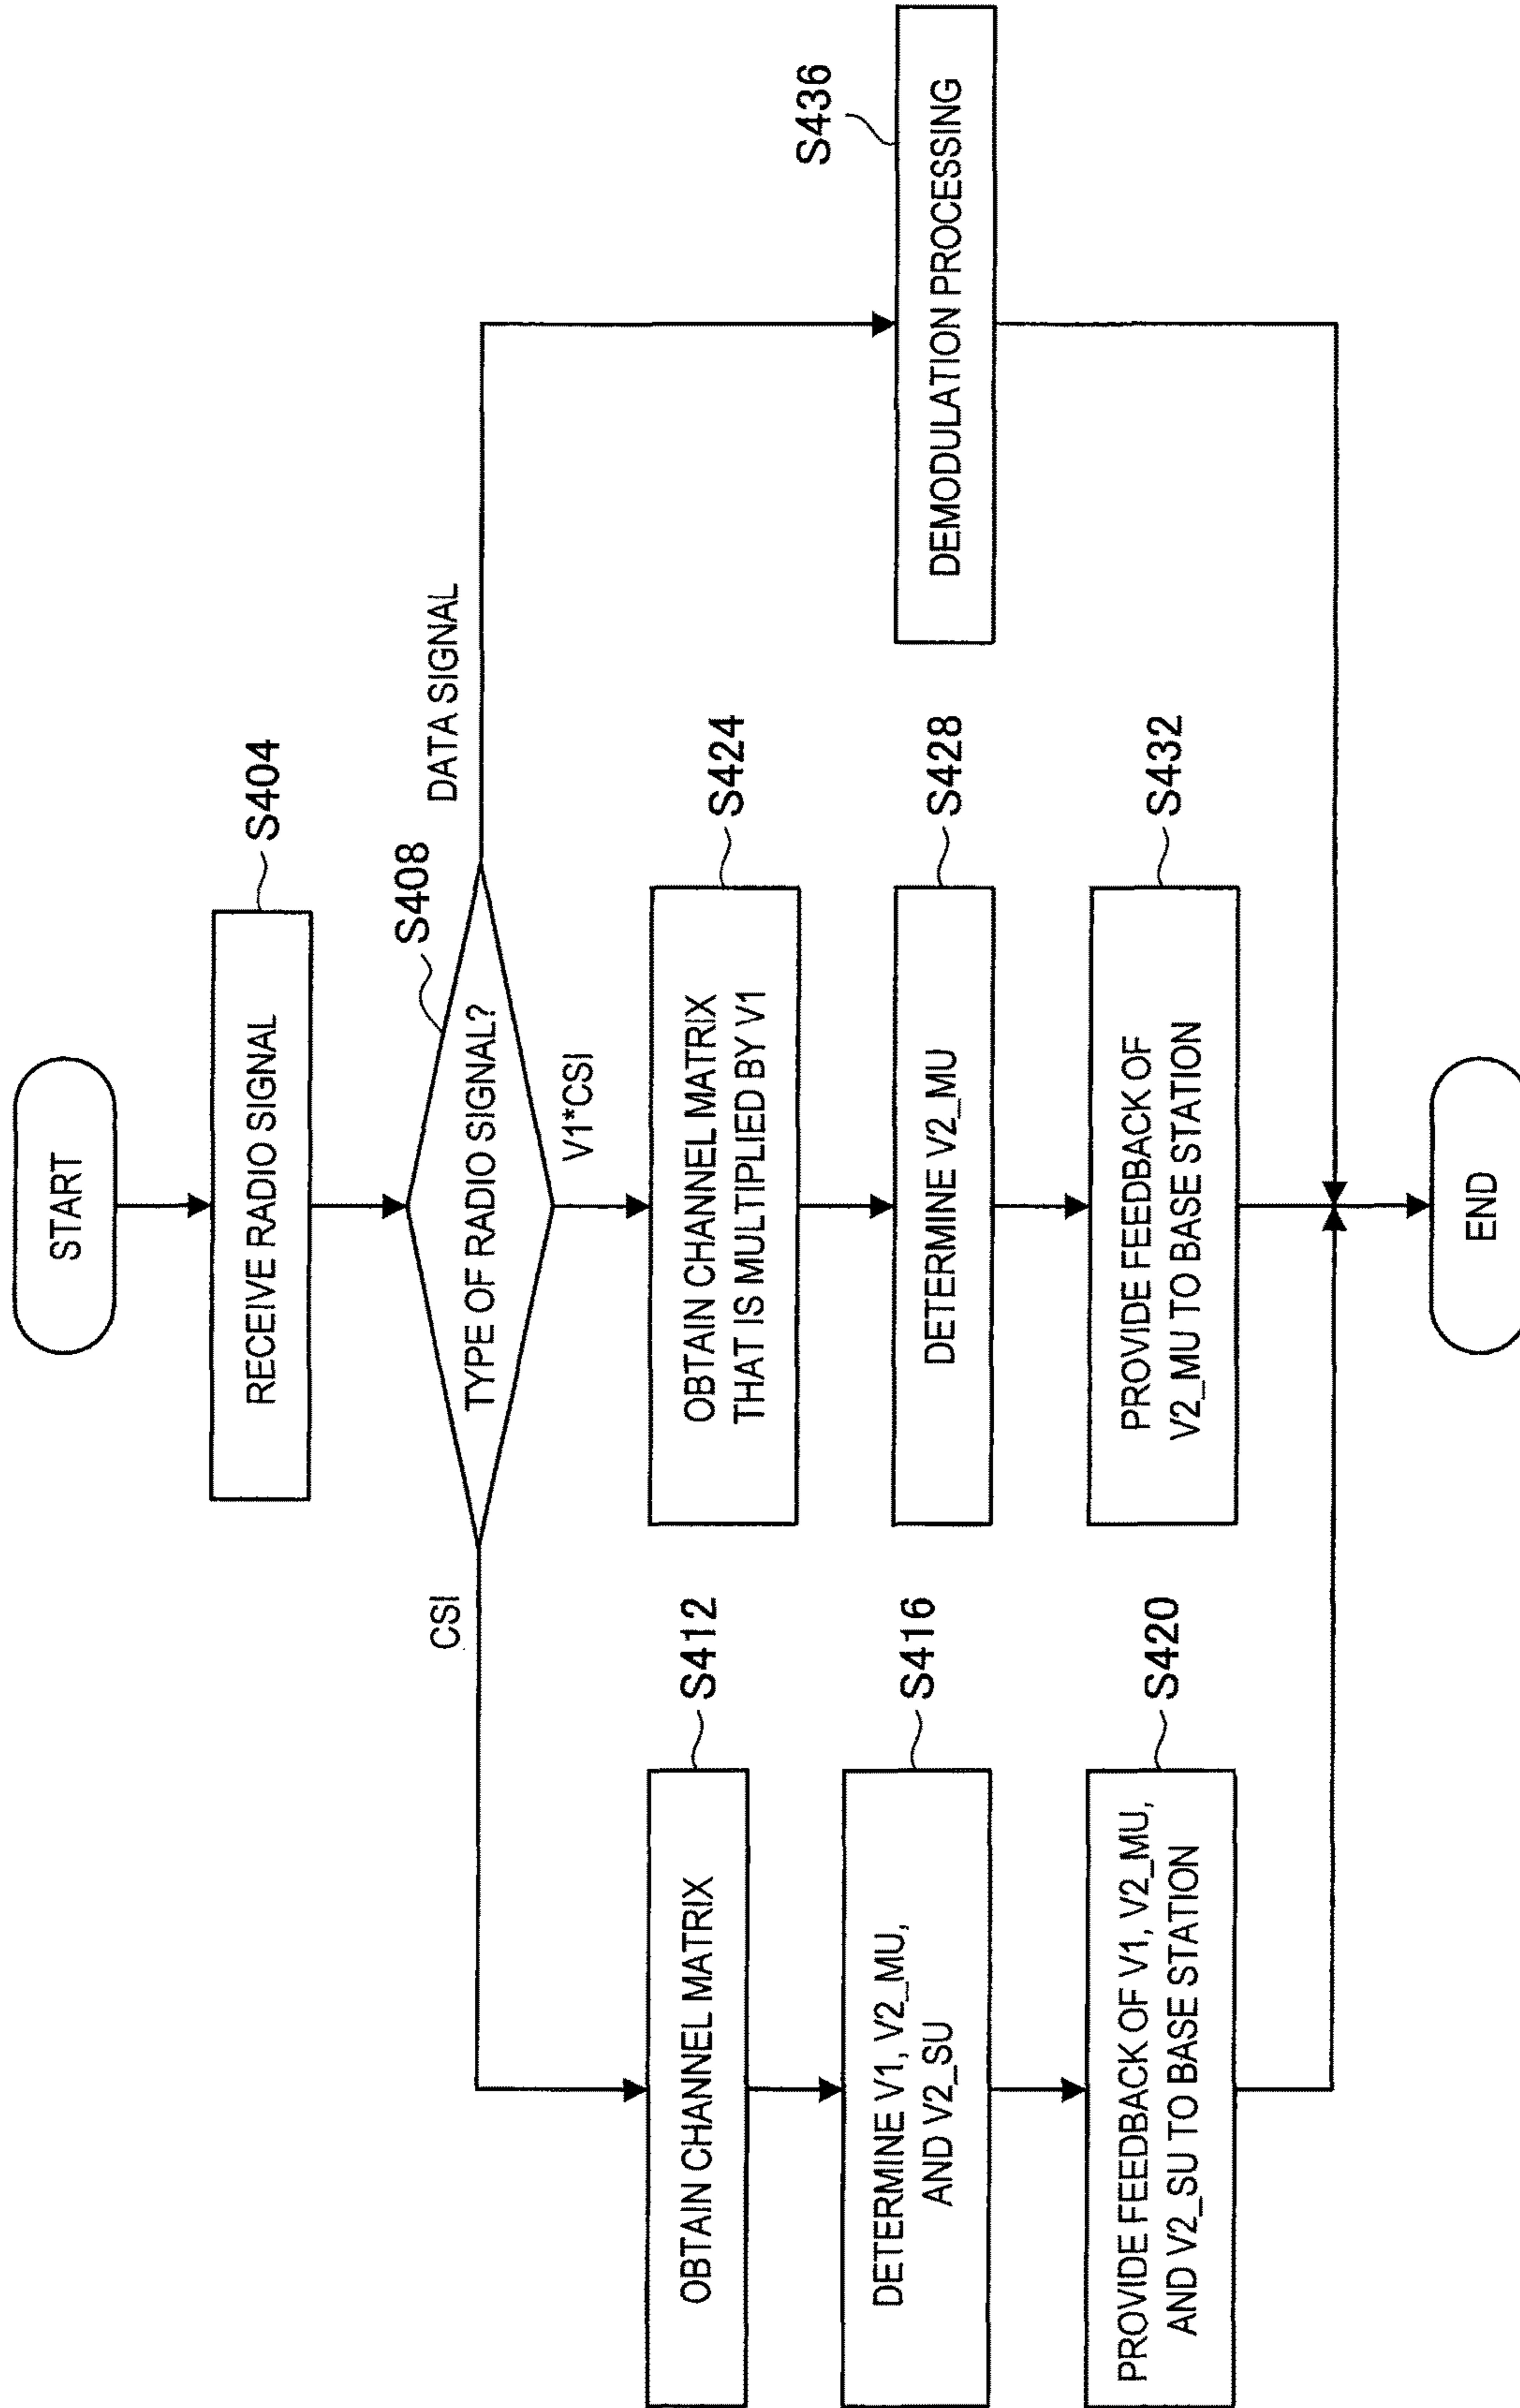 START
RECEIVE RADIO SIGNAL
S404
TYPE OF RADIO SIGNAL?
S408
CSI
V1*CSI
DATA SIGNAL
OBTAIN CHANNEL MATRIX
S412
DETERMINE V1, V2_MU,
AND V2_SU
S416
PROVIDE FEEDBACK OF V1, V2_MU,
AND V2_SU TO BASE STATION
S420
OBTAIN CHANNEL MATRIX
THAT IS MULTIPLIED BY V1
S424
DETERMINE V2_MU
S428
PROVIDE FEEDBACK OF
V2_MU TO BASE STATION
S432
DEMODULATION PROCESSING
S436
END